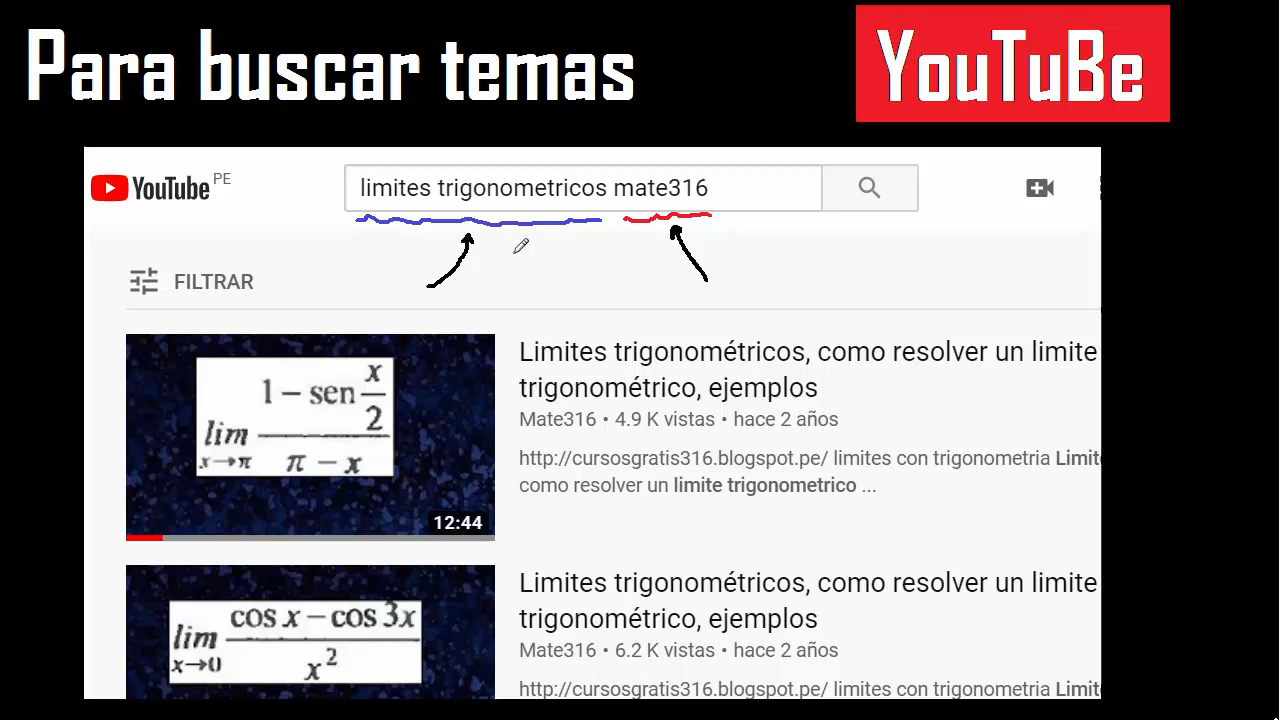 Para buscar temas
YouTuBe
YouTube PE
limites trigonometricos mate316
FILTRAR
Limites trigonométricos, como resolver un limite
trigonométrico, ejemplos
Mate316 • 4.9 K vistas • hace 2 años
http://cursosgratis316.blogspot.pe/ limites con trigonometria Limit
como resolver un limite trigonometrico ...
lim x→π (1 − sen x/2) / (π − x)
12:44
Limites trigonométricos, como resolver un limite
trigonométrico, ejemplos
Mate316 • 6.2 K vistas • hace 2 años
http://cursosgratis316.blogspot.pe/ limites con trigonometria Limit
lim x→0 (cos x − cos 3x) / x²